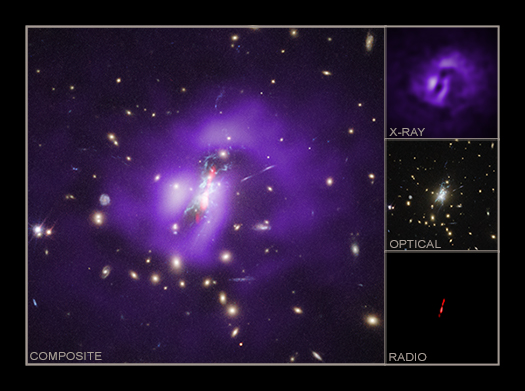 COMPOSITE
X-RAY
OPTICAL
RADIO